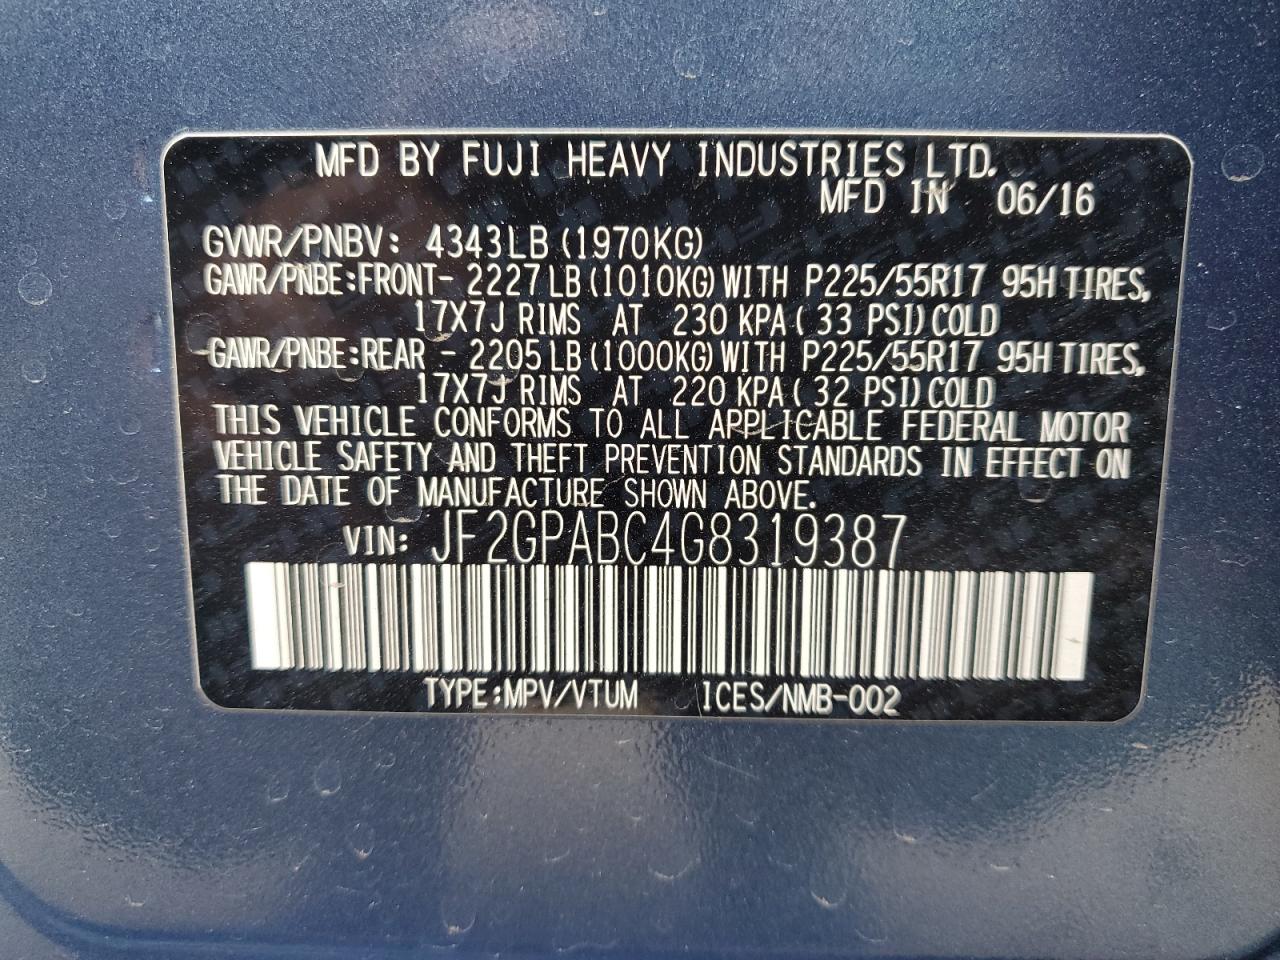 MFD BY FUJI HEAVY INDUSTRIES LTD.
MFD IN 06/16
GVWR/PNBV: 4343LB (1970KG)
GAWR/PNBE:FRONT- 2227LB (1010KG) WITH P225/55R17 95H TIRES,
17X7J RIMS AT 230 KPA ( 33 PSI) COLD
GAWR/PNBE:REAR - 2205LB (1000KG) WITH P225/55R17 95H TIRES,
17X7J RIMS AT 220 KPA ( 32 PSI) COLD
THIS VEHICLE CONFORMS TO ALL APPLICABLE FEDERAL MOTOR
VEHICLE SAFETY AND THEFT PREVENTION STANDARDS IN EFFECT ON
THE DATE OF MANUFACTURE SHOWN ABOVE.
VIN: JF2GPABC4G8319387
TYPE:MPV/VTUM ICES/NMB-002